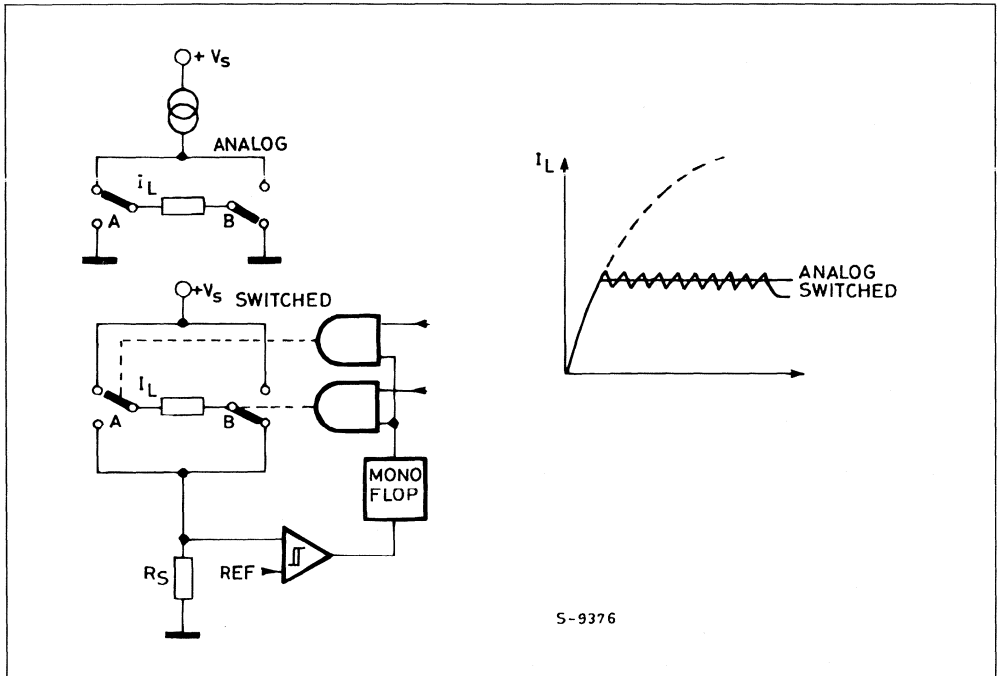 + Vs
ANALOG
iL
A
B
+Vs
SWITCHED
IL
A
B
MONO
FLOP
RS
REF
IL
ANALOG
SWITCHED
S-9376